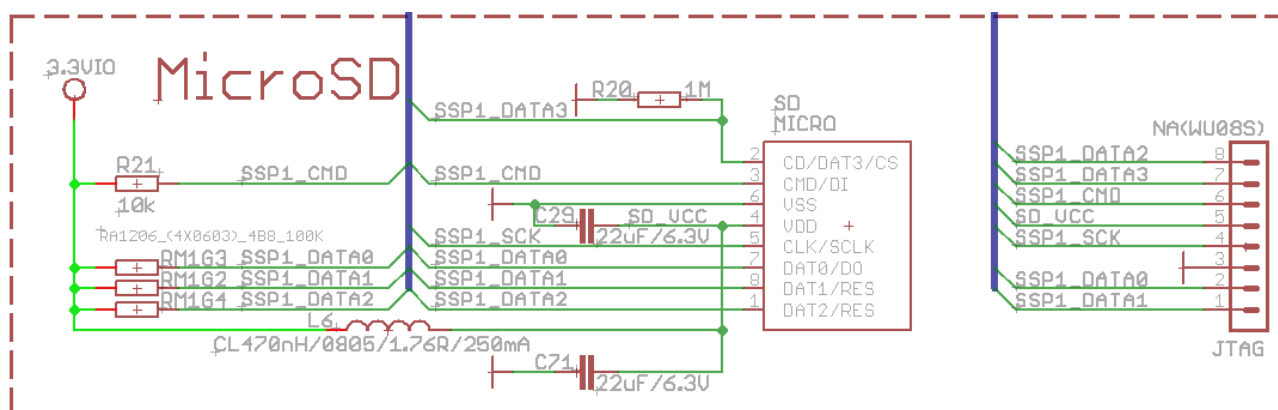 3.3VIO
MicroSD
R20 1M
SSP1_DATA3
SD
MICRO
NA(WU08S)
R21
SSP1_CMD
SSP1_CMD
10k
2 CD/DAT3/CS
3 CMD/DI
6 VSS
4 VDD
5 CLK/SCLK
7 DAT0/DO
8 DAT1/RES
1 DAT2/RES
C29
SD_VCC
22uF/6.3V
SSP1_SCK
RA1206_(4X0603)_4B8_100K
RM1G3 SSP1_DATA0
SSP1_DATA0
RM1G2 SSP1_DATA1
SSP1_DATA1
RM1G4 SSP1_DATA2
SSP1_DATA2
L6
CL470nH/0805/1.76R/250mA
C71
22uF/6.3V
SSP1_DATA2 8
SSP1_DATA3 7
SSP1_CMD 6
SD_VCC 5
SSP1_SCK 4
3
SSP1_DATA0 2
SSP1_DATA1 1
JTAG